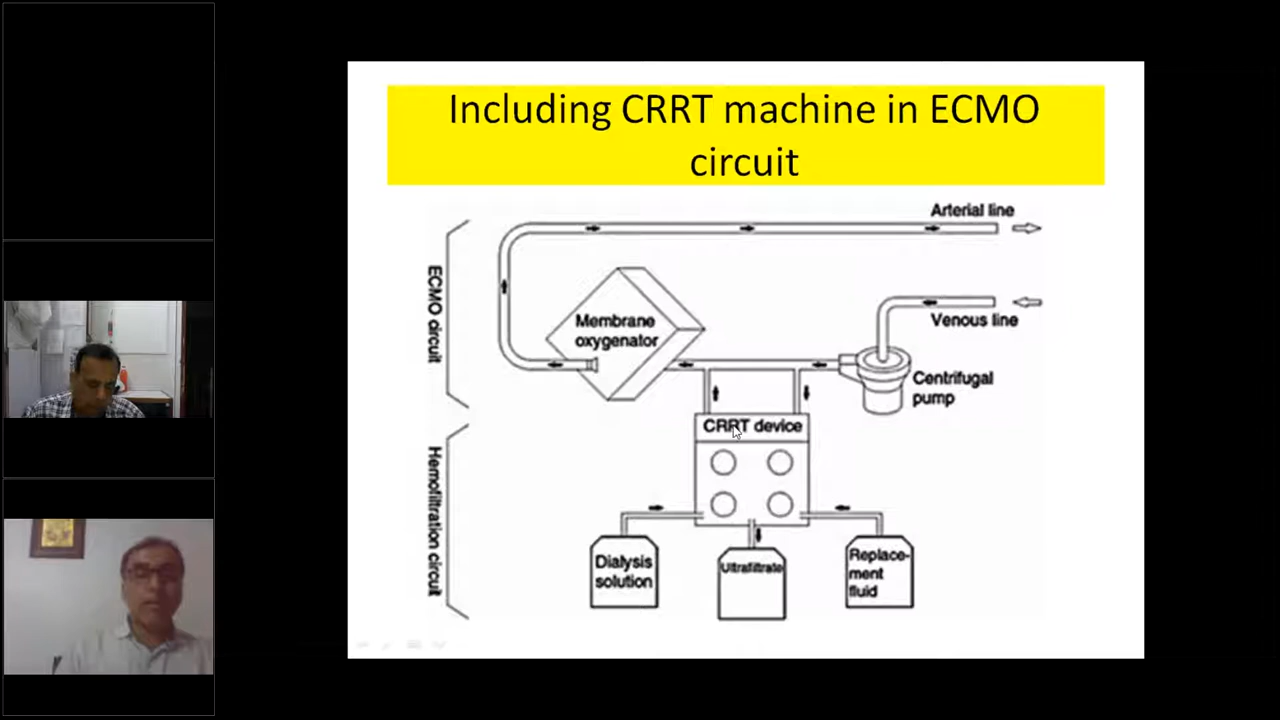 Including CRRT machine in ECMO
circuit
Arterial line
ECMO circuit
Membrane
oxygenator
Venous line
Centrifugal
pump
CRRT device
Hemofiltration circuit
Dialysis
solution
Ultrafiltrate
Replace-
ment
fluid